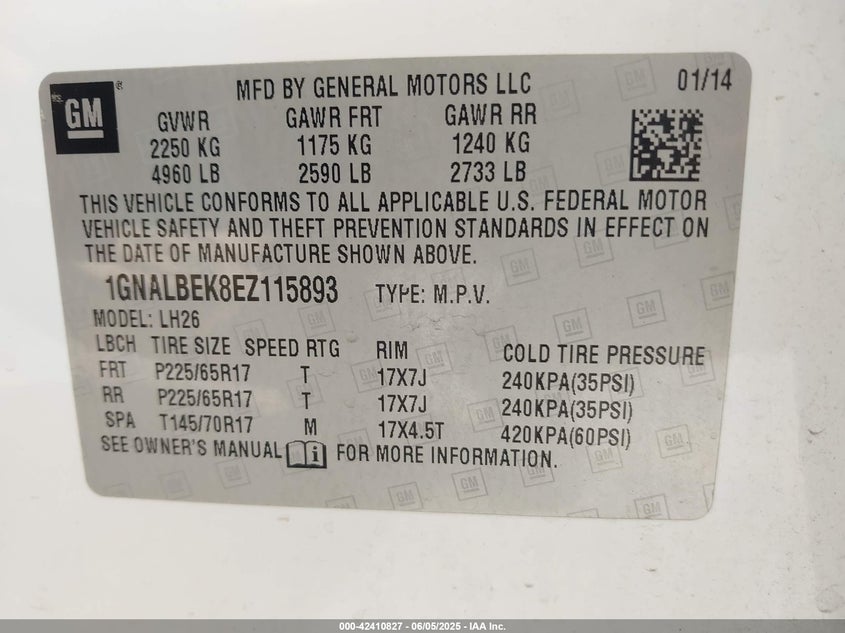 GM
MFD BY GENERAL MOTORS LLC 01/14
GVWR GAWR FRT GAWR RR
2250 KG 1175 KG 1240 KG
4960 LB 2590 LB 2733 LB
THIS VEHICLE CONFORMS TO ALL APPLICABLE U.S. FEDERAL MOTOR
VEHICLE SAFETY AND THEFT PREVENTION STANDARDS IN EFFECT ON
THE DATE OF MANUFACTURE SHOWN ABOVE.
1GNALBEK8EZ115893 TYPE: M.P.V.
MODEL: LH26
LBCH TIRE SIZE SPEED RTG RIM COLD TIRE PRESSURE
FRT P225/65R17 T 17X7J 240KPA(35PSI)
RR P225/65R17 T 17X7J 240KPA(35PSI)
SPA T145/70R17 M 17X4.5T 420KPA(60PSI)
SEE OWNER'S MANUAL FOR MORE INFORMATION.
000-42410827 - 06/05/2025 - IAA Inc.